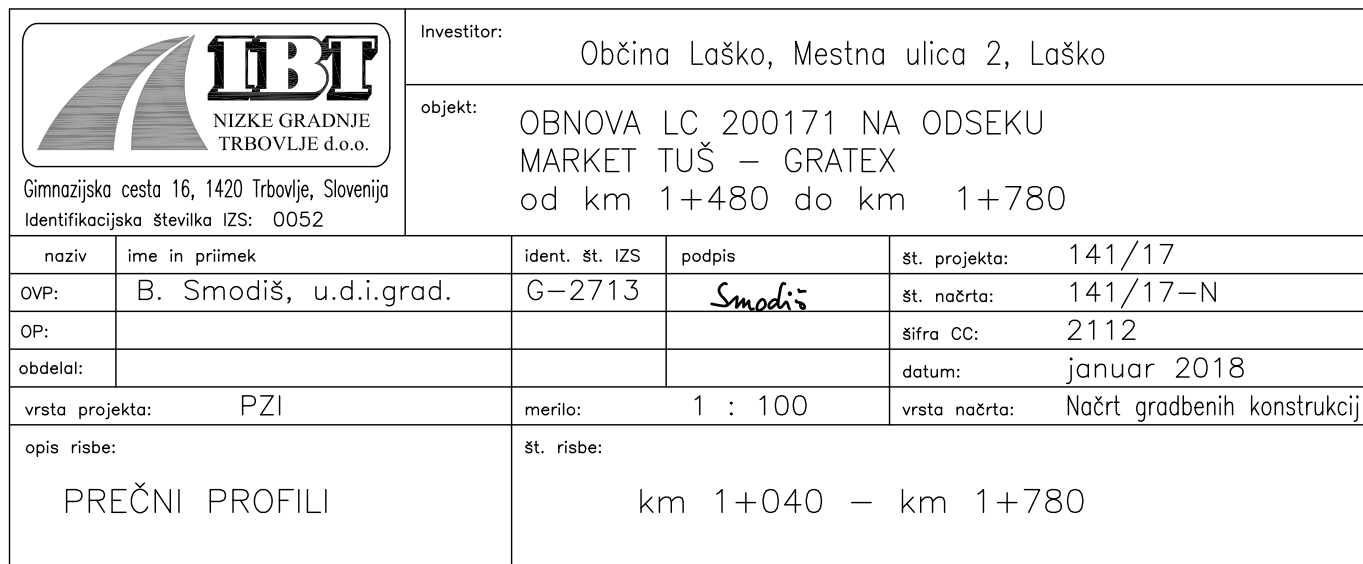 IBT
NIZKE GRADNJE
TRBOVLJE d.o.o.
Gimnazijska cesta 16, 1420 Trbovlje, Slovenija
Identifikacijska številka IZS: 0052
Investitor:
Občina Laško, Mestna ulica 2, Laško
objekt:
OBNOVA LC 200171 NA ODSEKU
MARKET TUŠ – GRATEX
od km 1+480 do km 1+780
naziv ime in priimek ident. št. IZS podpis št. projekta: 141/17
OVP: B. Smodiš, u.d.i.grad. G–2713 Smodiš št. načrta: 141/17–N
OP: šifra CC: 2112
obdelal: datum: januar 2018
vrsta projekta: PZI merilo: 1 : 100 vrsta načrta: Načrt gradbenih konstrukcij
opis risbe: št. risbe:
PREČNI PROFILI km 1+040 – km 1+780